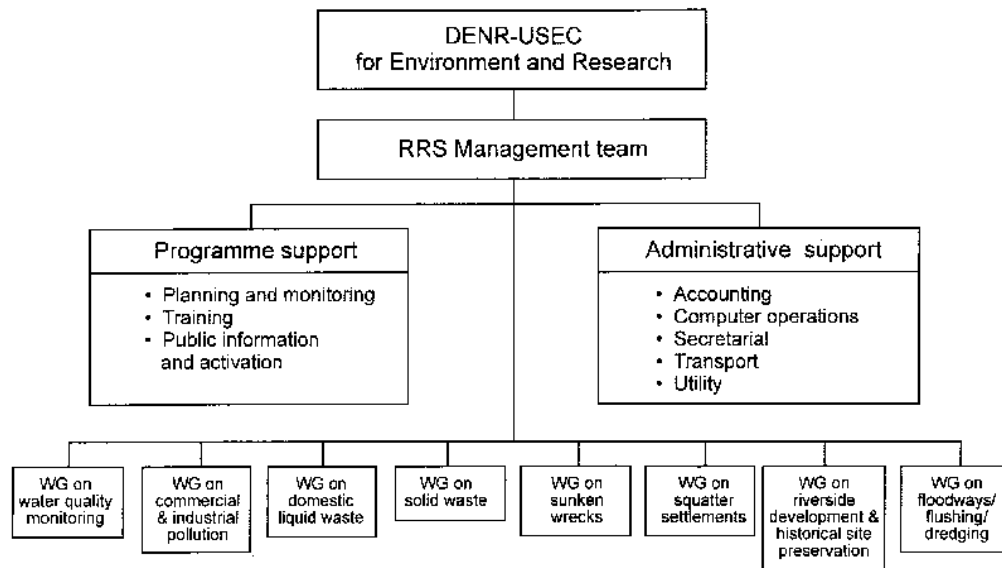 DENR-USEC
for Environment and Research
RRS Management team
Programme support
• Planning and monitoring
• Training
• Public information
and activation
Administrative support
• Accounting
• Computer operations
• Secretarial
• Transport
• Utility
WG on
water quality
monitoring
WG on
commercial
& industrial
pollution
WG on
domestic
liquid waste
WG on
solid waste
WG on
sunken
wrecks
WG on
squatter
settlements
WG on
riverside
development &
historical site
preservation
WG on
floodways/
flushing/
dredging